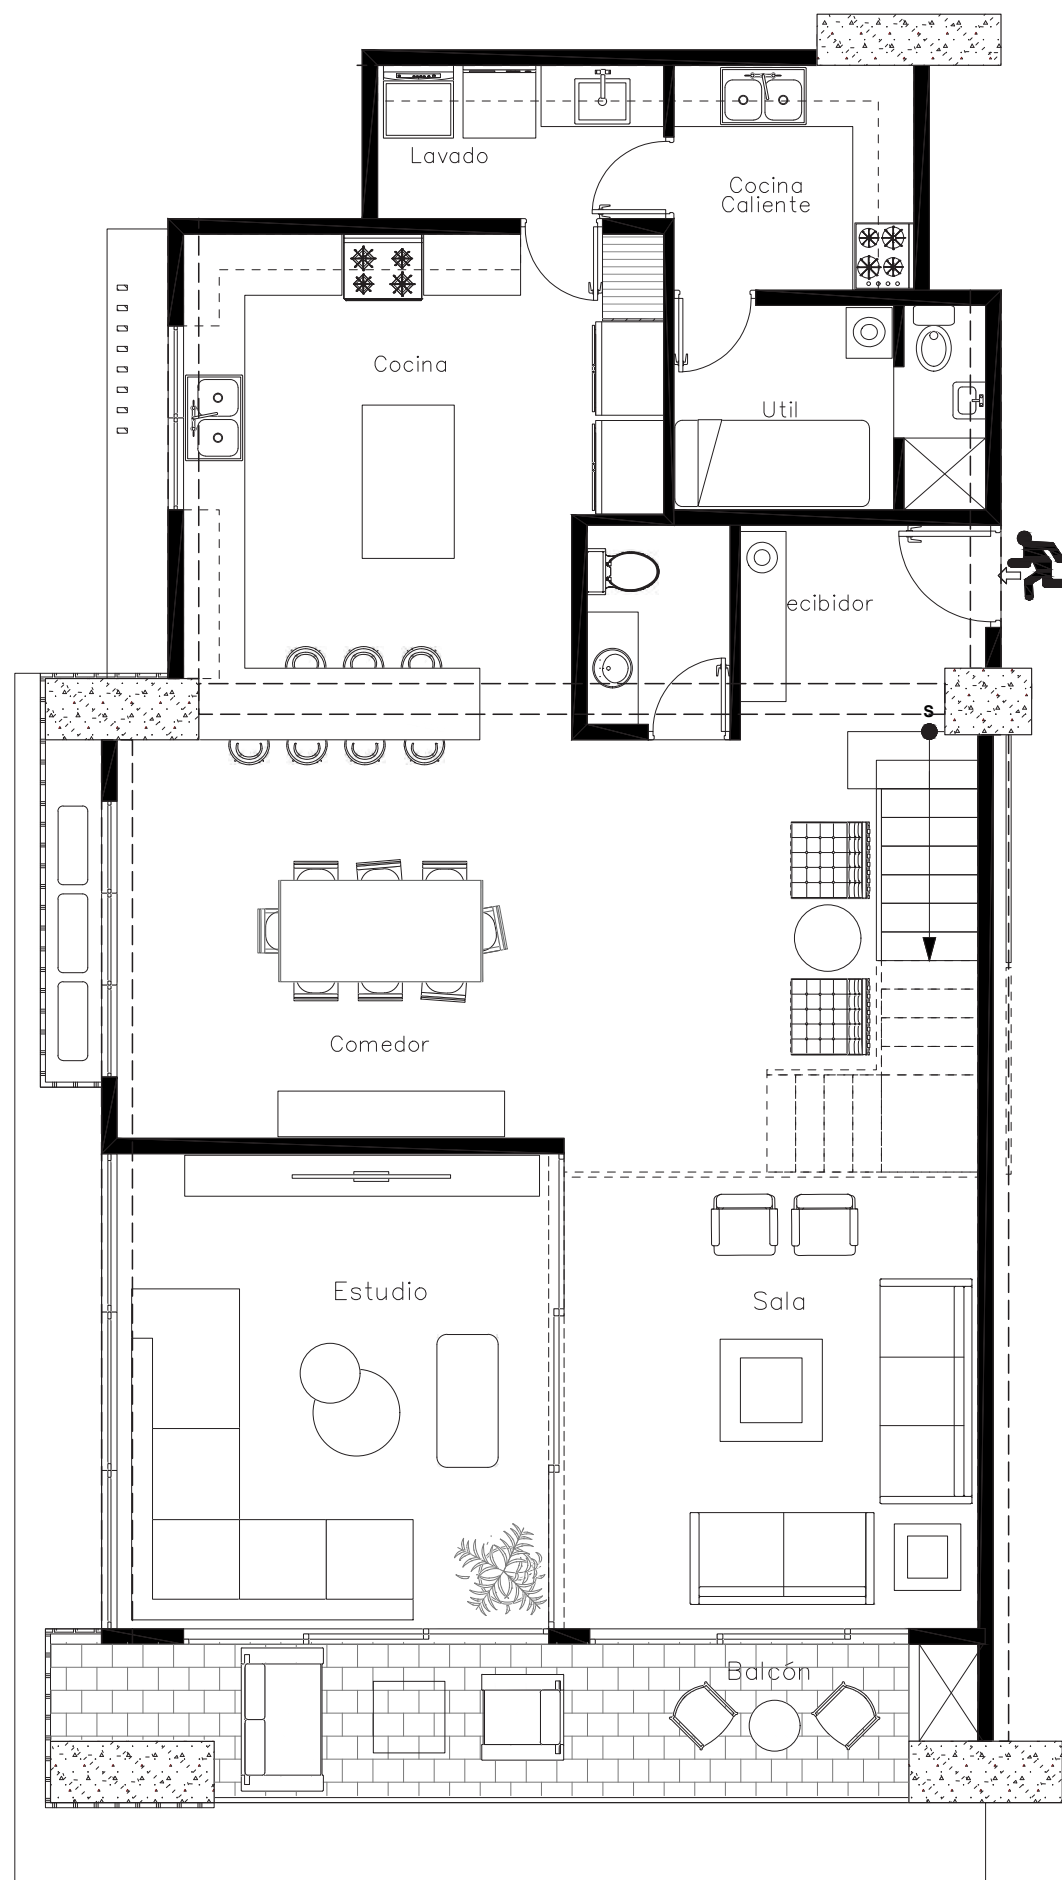 Lavado
Cocina
Caliente
Cocina
Util
ecibidor
S
Comedor
Estudio
Sala
Balcón